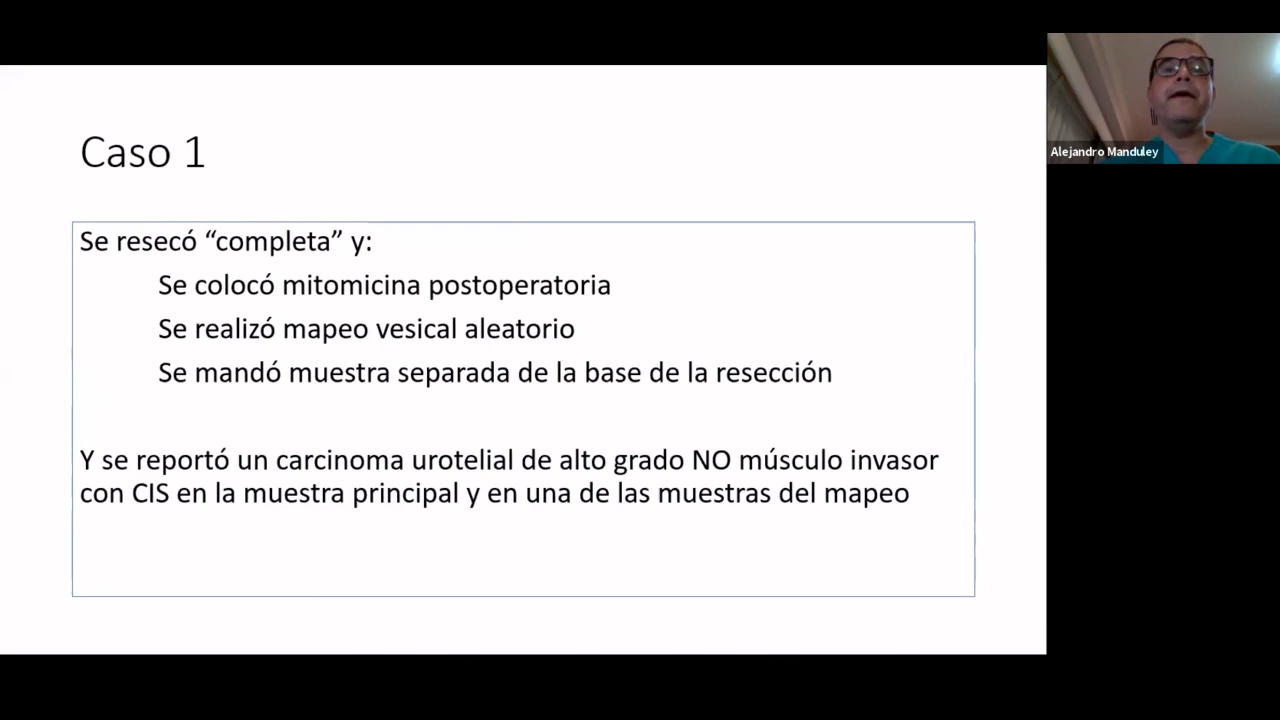 Caso 1
Se resecó “completa” y:
Se colocó mitomicina postoperatoria
Se realizó mapeo vesical aleatorio
Se mandó muestra separada de la base de la resección
Y se reportó un carcinoma urotelial de alto grado NO músculo invasor
con CIS en la muestra principal y en una de las muestras del mapeo
Alejandro Manduley